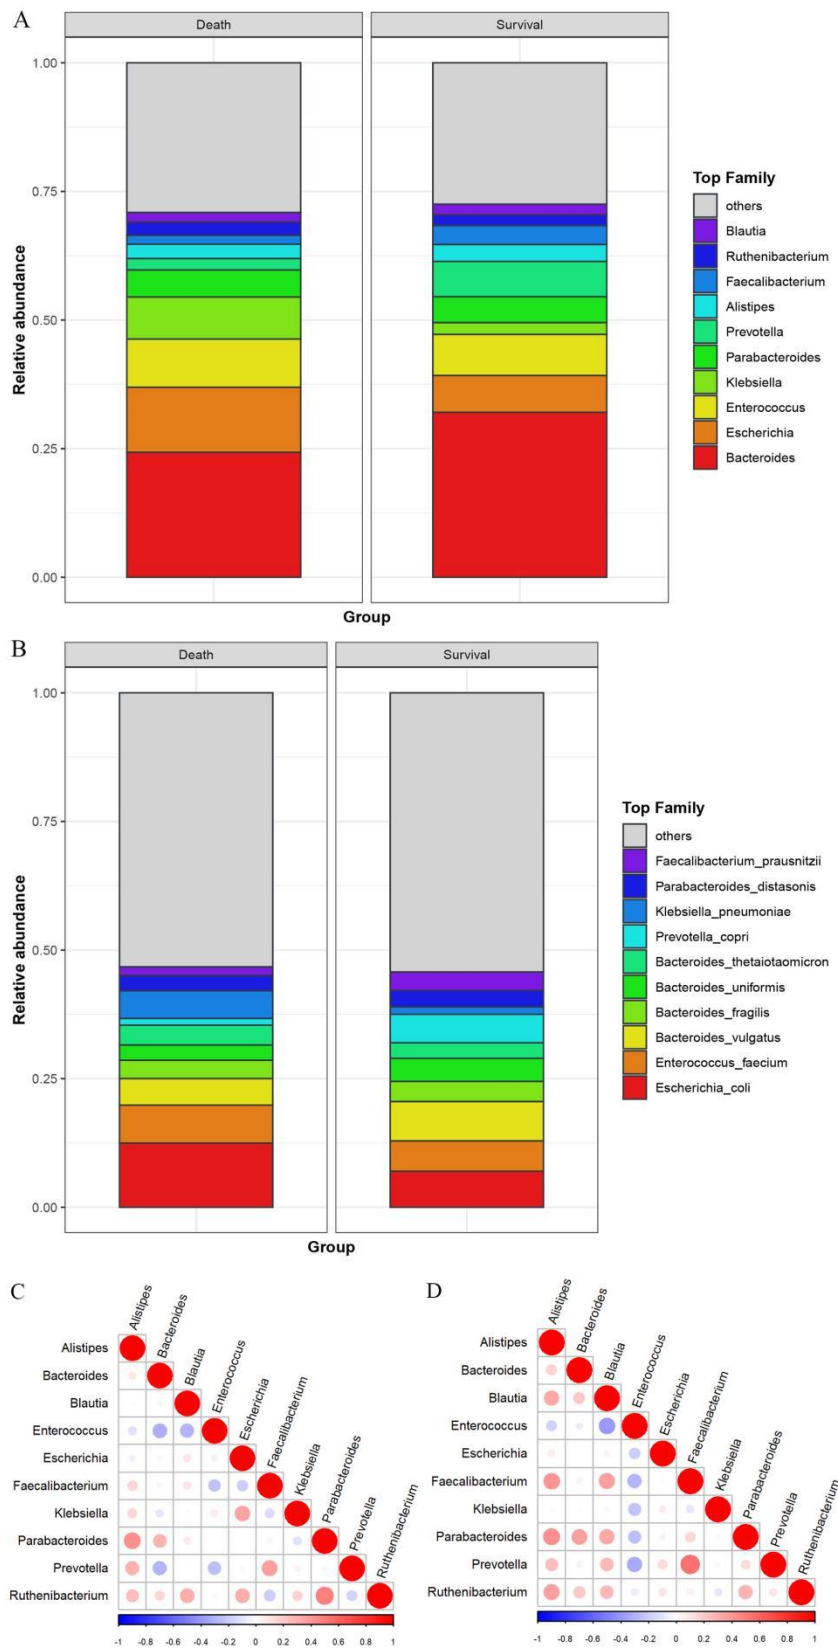 A
Death
Survival
1.00
0.75
0.50
0.25
0.00
Relative abundance
Group
Top Family
others
Blautia
Ruthenibacterium
Faecalibacterium
Alistipes
Prevotella
Parabacteroides
Klebsiella
Enterococcus
Escherichia
Bacteroides
B
Death
Survival
1.00
0.75
0.50
0.25
0.00
Relative abundance
Group
Top Family
others
Faecalibacterium_prausnitzii
Parabacteroides_distasonis
Klebsiella_pneumoniae
Prevotella_copri
Bacteroides_thetaiotaomicron
Bacteroides_uniformis
Bacteroides_fragilis
Bacteroides_vulgatus
Enterococcus_faecium
Escherichia_coli
C
Alistipes
Bacteroides
Blautia
Enterococcus
Escherichia
Faecalibacterium
Klebsiella
Parabacteroides
Prevotella
Ruthenibacterium
Alistipes
Bacteroides
Blautia
Enterococcus
Escherichia
Faecalibacterium
Klebsiella
Parabacteroides
Prevotella
Ruthenibacterium
-1 -0.8 -0.6 -0.4 -0.2 0 0.2 0.4 0.6 0.8 1
D
Alistipes
Bacteroides
Blautia
Enterococcus
Escherichia
Faecalibacterium
Klebsiella
Parabacteroides
Prevotella
Ruthenibacterium
Alistipes
Bacteroides
Blautia
Enterococcus
Escherichia
Faecalibacterium
Klebsiella
Parabacteroides
Prevotella
Ruthenibacterium
-1 -0.8 -0.6 -0.4 -0.2 0 0.2 0.4 0.6 0.8 1